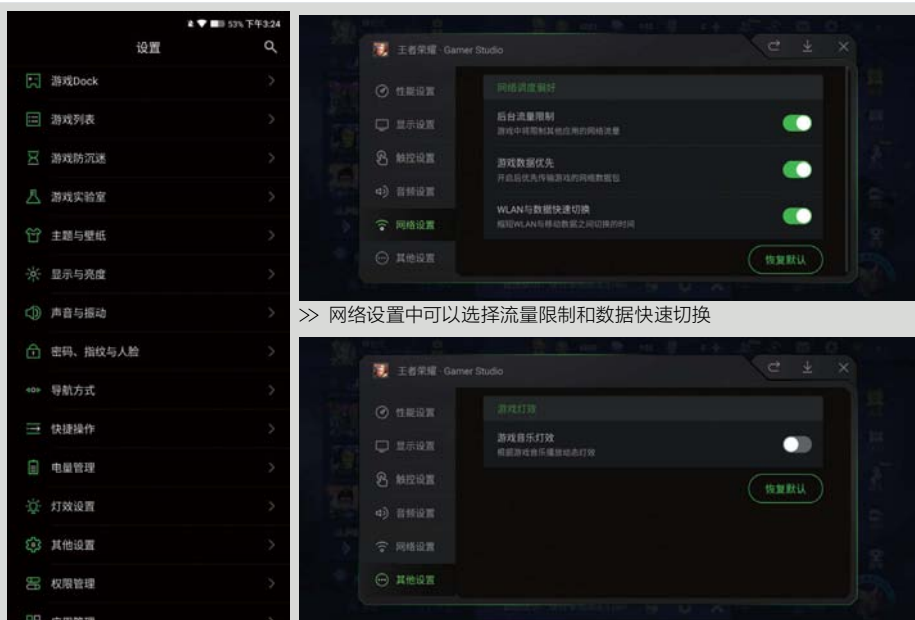 53% 下午3:24
设置
游戏Dock
游戏列表
游戏防沉迷
游戏实验室
主题与壁纸
显示与亮度
声音与振动
密码、指纹与人脸
导航方式
快捷操作
电量管理
灯效设置
其他设置
权限管理
应用管理
王者荣耀 · Gamer Studio
性能设置
显示设置
触控设置
音频设置
网络设置
其他设置
网络调度偏好
后台流量限制
游戏中将限制其他应用的网络流量
游戏数据优先
开启后优先传输游戏的网络数据包
WLAN与数据快速切换
缩短WLAN与移动数据之间切换的时间
恢复默认
>> 网络设置中可以选择流量限制和数据快速切换
王者荣耀 · Gamer Studio
性能设置
显示设置
触控设置
音频设置
网络设置
其他设置
游戏灯效
游戏音乐灯效
根据游戏音乐播放动态灯效
恢复默认